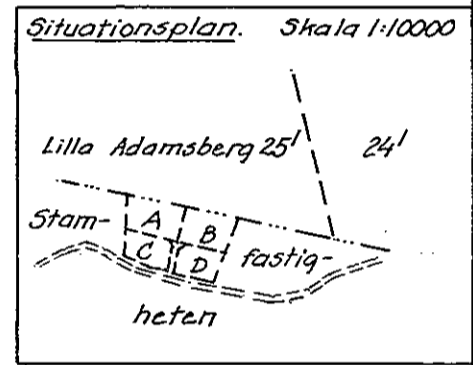 Situationsplan. Skala 1:10000
Lilla Adamsberg 25¹ 24¹
Stam- A B fastig-
C D
heten